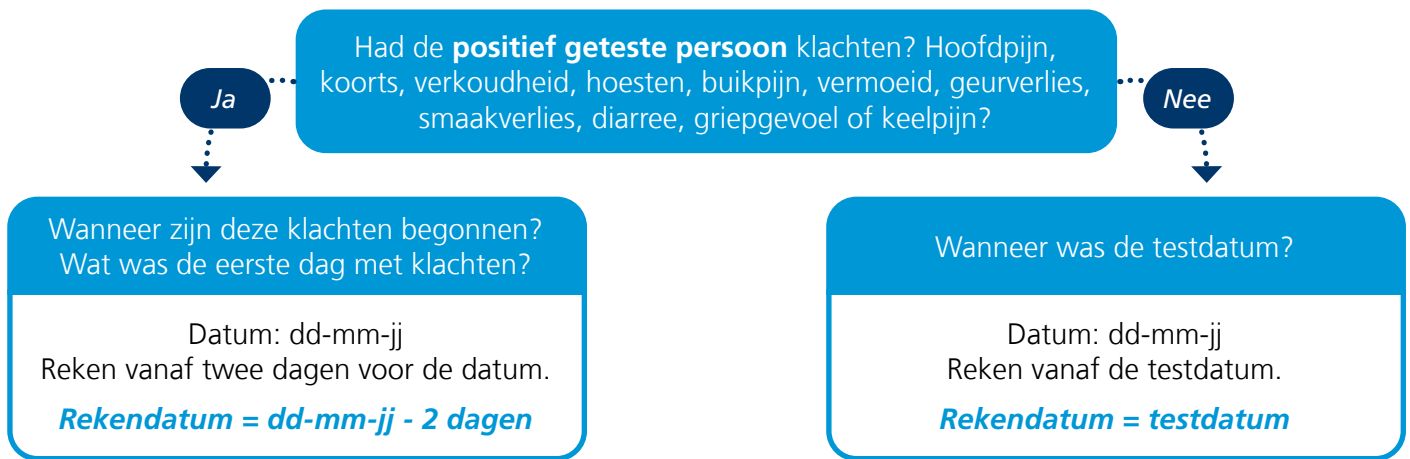 Had de positief geteste persoon klachten? Hoofdpijn,
koorts, verkoudheid, hoesten, buikpijn, vermoeid, geurverlies,
smaakverlies, diarree, griepgevoel of keelpijn?
Ja
Nee
Wanneer zijn deze klachten begonnen?
Wat was de eerste dag met klachten?
Datum: dd-mm-jj
Reken vanaf twee dagen voor de datum.
Rekendatum = dd-mm-jj - 2 dagen
Wanneer was de testdatum?
Datum: dd-mm-jj
Reken vanaf de testdatum.
Rekendatum = testdatum